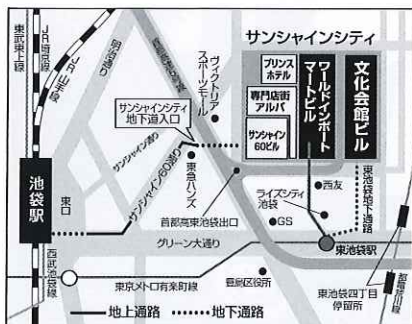 東武東上線
JR埼京線
JR山手線
明治通り
首都高速5号線
ヴィクトリア
スポーツモール
サンシャインシティ
プリンス
ホテル
専門店街
アルパ
サンシャイン
60ビル
ワールドインポート
マートビル
文化会館ビル
サンシャインシティ
地下道入口
サンシャイン通り
サンシャイン60通り
東急ハンズ
首都高東池袋出口
西友
ライズシティ
池袋
GS
東池袋地下通路
池袋駅
東口
グリーン大通り
東池袋駅
西武池袋線
東京メトロ有楽町線
豊島区役所
東池袋四丁目
停留所
都電荒川線
地上通路
地下通路